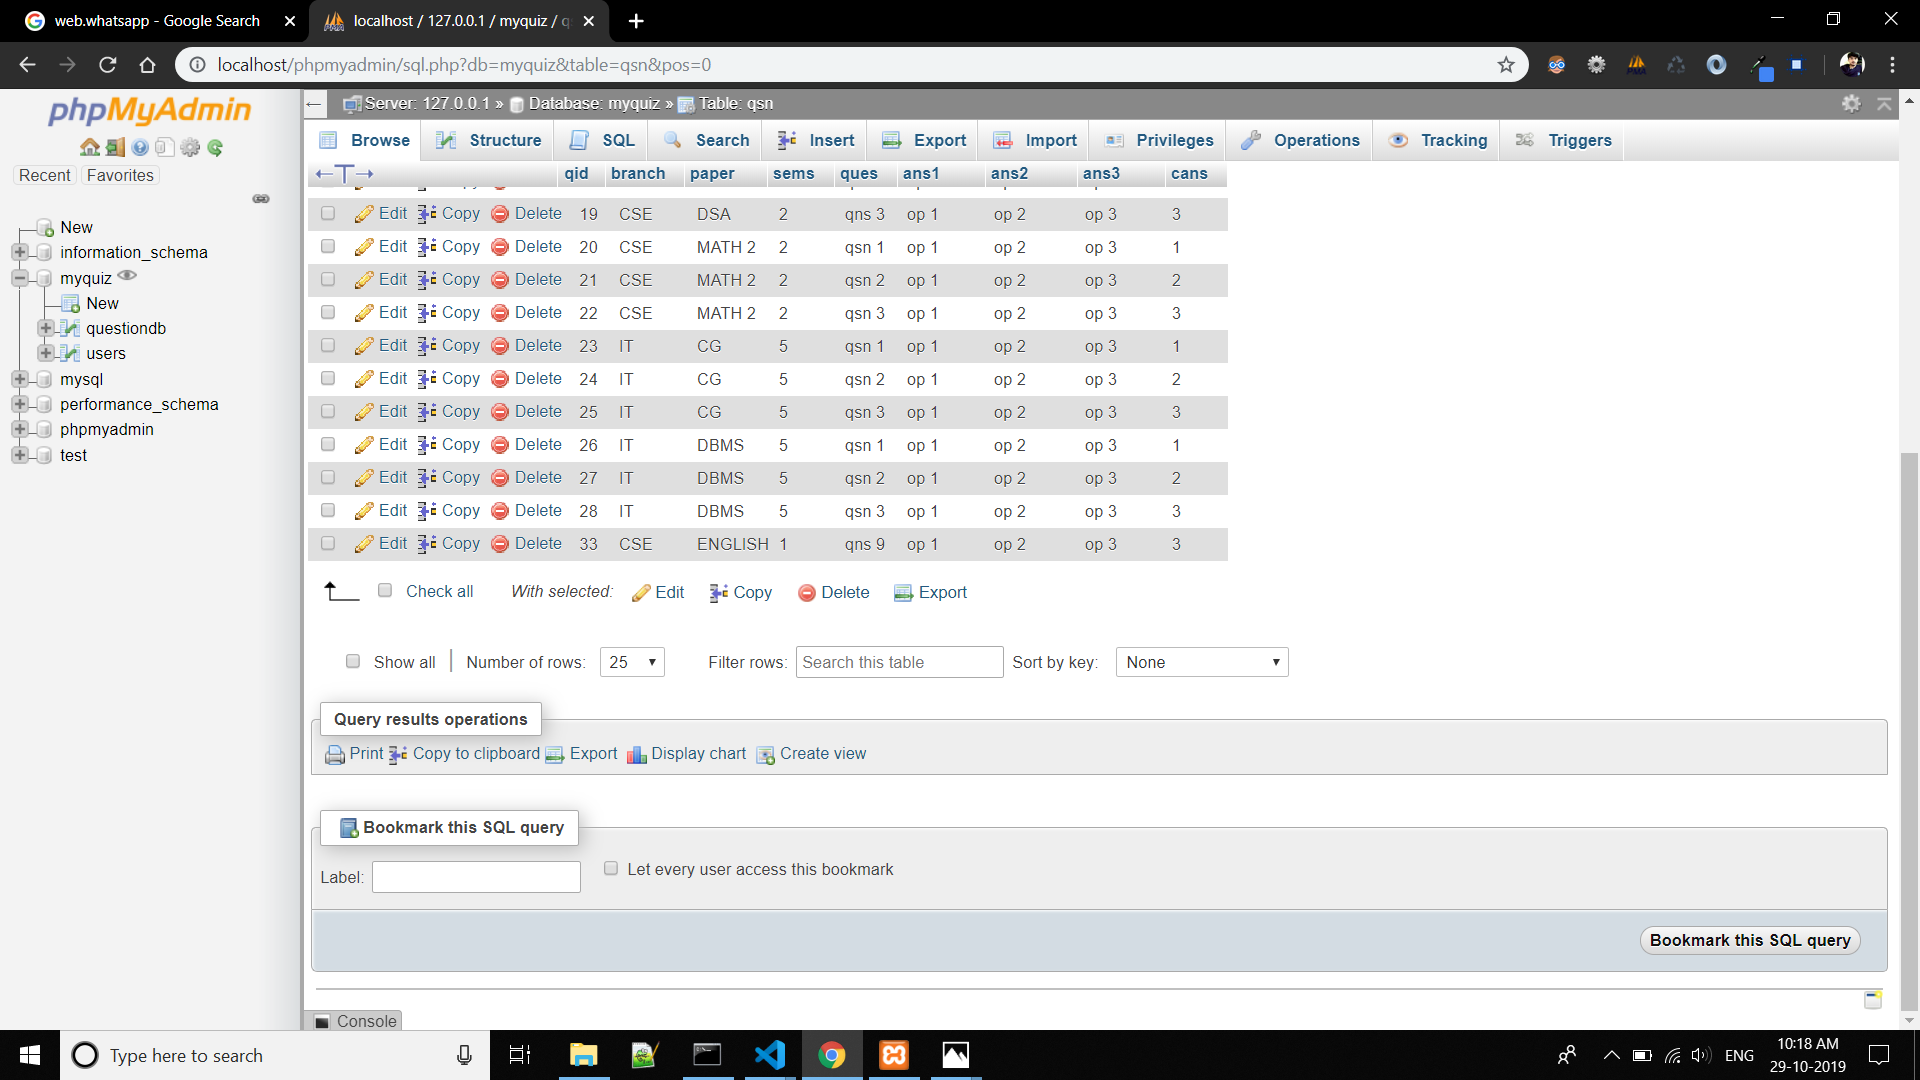 web.whatsapp - Google Search
localhost / 127.0.0.1 / myquiz / q
localhost/phpmyadmin/sql.php?db=myquiz&table=qsn&pos=0
phpMyAdmin
Recent Favorites
New
information_schema
myquiz
New
questiondb
users
mysql
performance_schema
phpmyadmin
test
Server: 127.0.0.1 » Database: myquiz » Table: qsn
Browse Structure SQL Search Insert Export Import Privileges Operations Tracking Triggers
←T→ qid branch paper sems ques ans1 ans2 ans3 cans
Edit Copy Delete 19 CSE DSA 2 qns 3 op 1 op 2 op 3 3
Edit Copy Delete 20 CSE MATH 2 2 qsn 1 op 1 op 2 op 3 1
Edit Copy Delete 21 CSE MATH 2 2 qsn 2 op 1 op 2 op 3 2
Edit Copy Delete 22 CSE MATH 2 2 qsn 3 op 1 op 2 op 3 3
Edit Copy Delete 23 IT CG 5 qsn 1 op 1 op 2 op 3 1
Edit Copy Delete 24 IT CG 5 qsn 2 op 1 op 2 op 3 2
Edit Copy Delete 25 IT CG 5 qsn 3 op 1 op 2 op 3 3
Edit Copy Delete 26 IT DBMS 5 qsn 1 op 1 op 2 op 3 1
Edit Copy Delete 27 IT DBMS 5 qsn 2 op 1 op 2 op 3 2
Edit Copy Delete 28 IT DBMS 5 qsn 3 op 1 op 2 op 3 3
Edit Copy Delete 33 CSE ENGLISH 1 qns 9 op 1 op 2 op 3 3
Check all With selected: Edit Copy Delete Export
Show all Number of rows: 25 Filter rows: Search this table Sort by key: None
Query results operations
Print Copy to clipboard Export Display chart Create view
Bookmark this SQL query
Label: Let every user access this bookmark
Bookmark this SQL query
Console
Type here to search
ENG
10:18 AM
29-10-2019